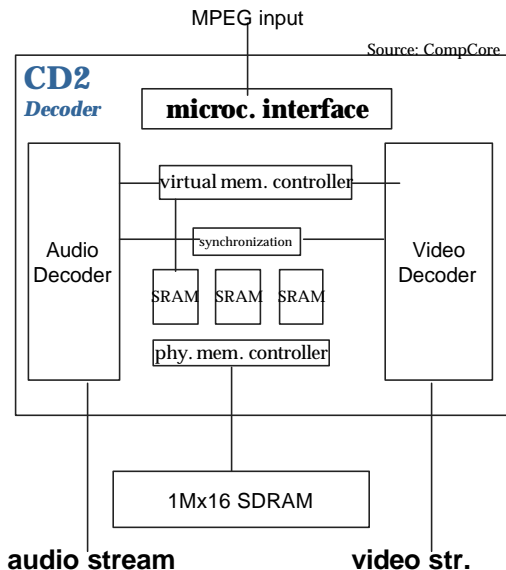 MPEG input
Source: CompCore
CD2
Decoder
microc. interface
virtual mem. controller
synchronization
Audio
Decoder
Video
Decoder
SRAM SRAM SRAM
phy. mem. controller
1Mx16 SDRAM
audio stream video str.